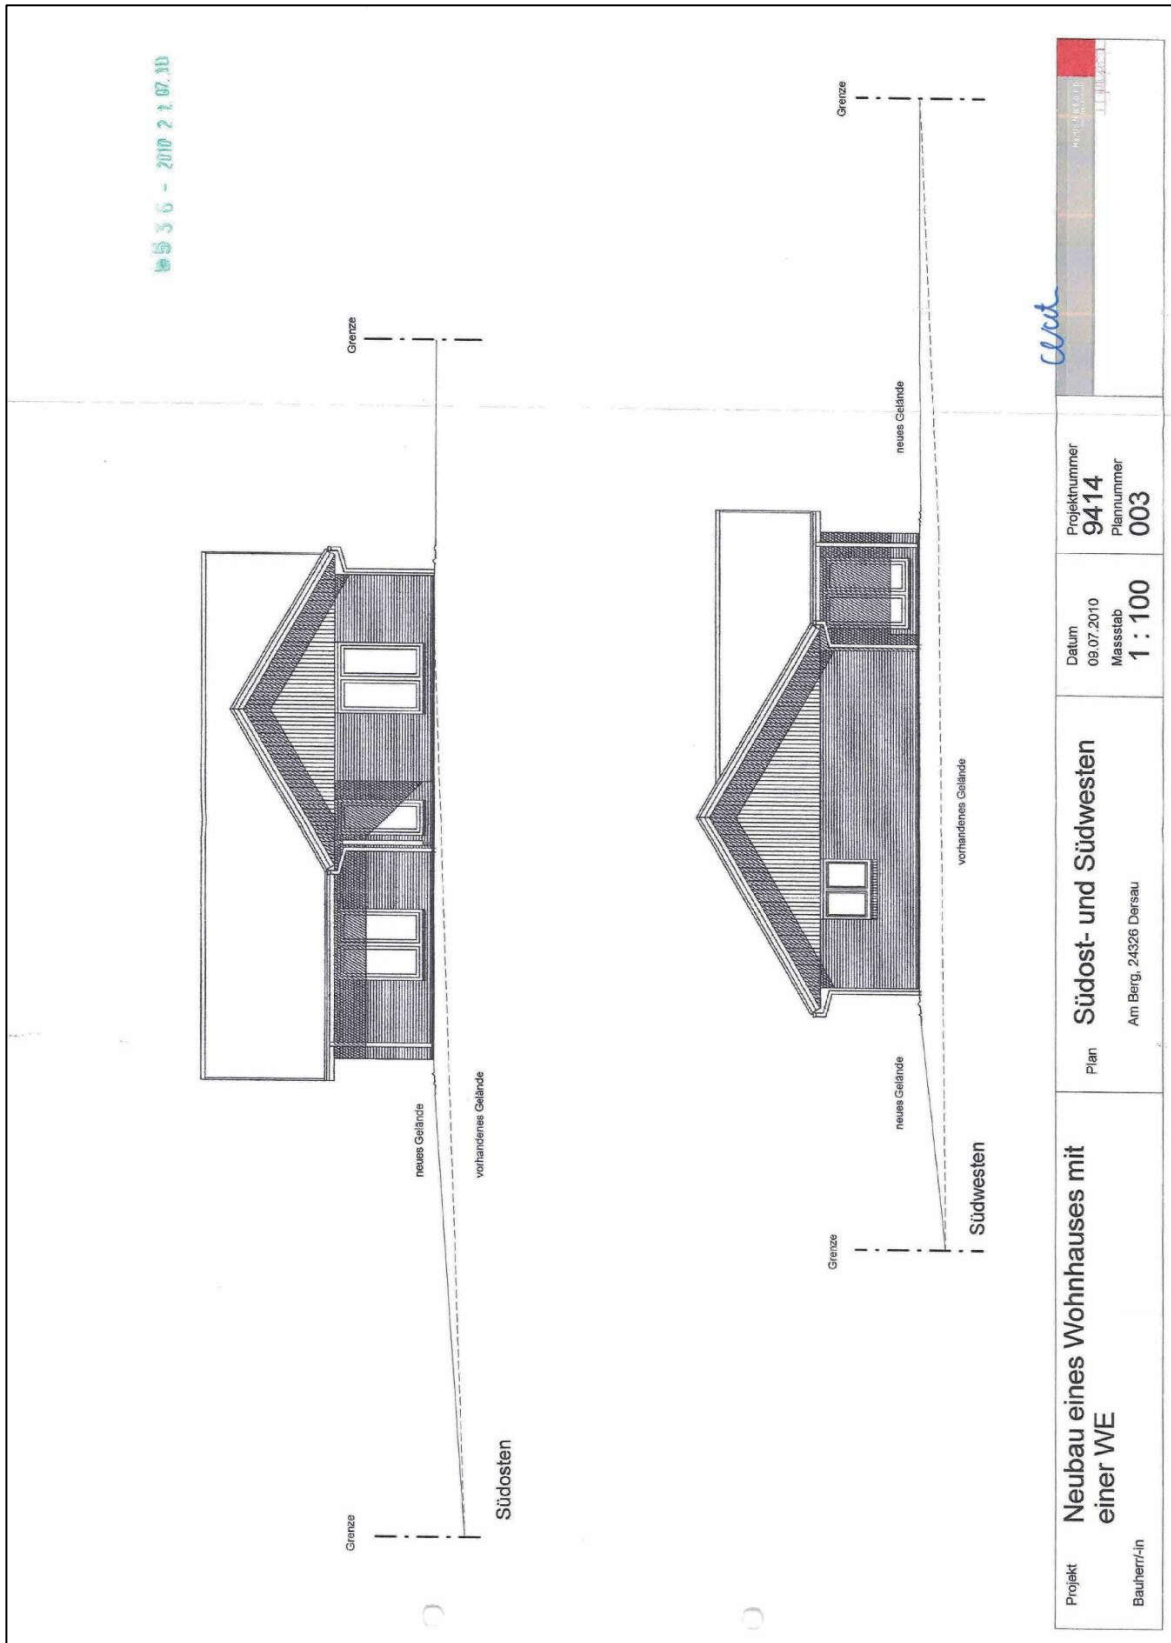 2010 2 2. 07. 10
Grenze
Grenze
neues Gelände
vorhandenes Gelände
Südosten
Grenze
Grenze
neues Gelände
neues Gelände
vorhandenes Gelände
Südwesten
Projekt
Neubau eines Wohnhauses mit
einer WE
Bauherr/-in
Plan
Südost- und Südwesten
Am Berg, 24326 Dersau
Datum
09.07.2010
Massstab
1 : 100
Projektnummer
9414
Plannummer
003